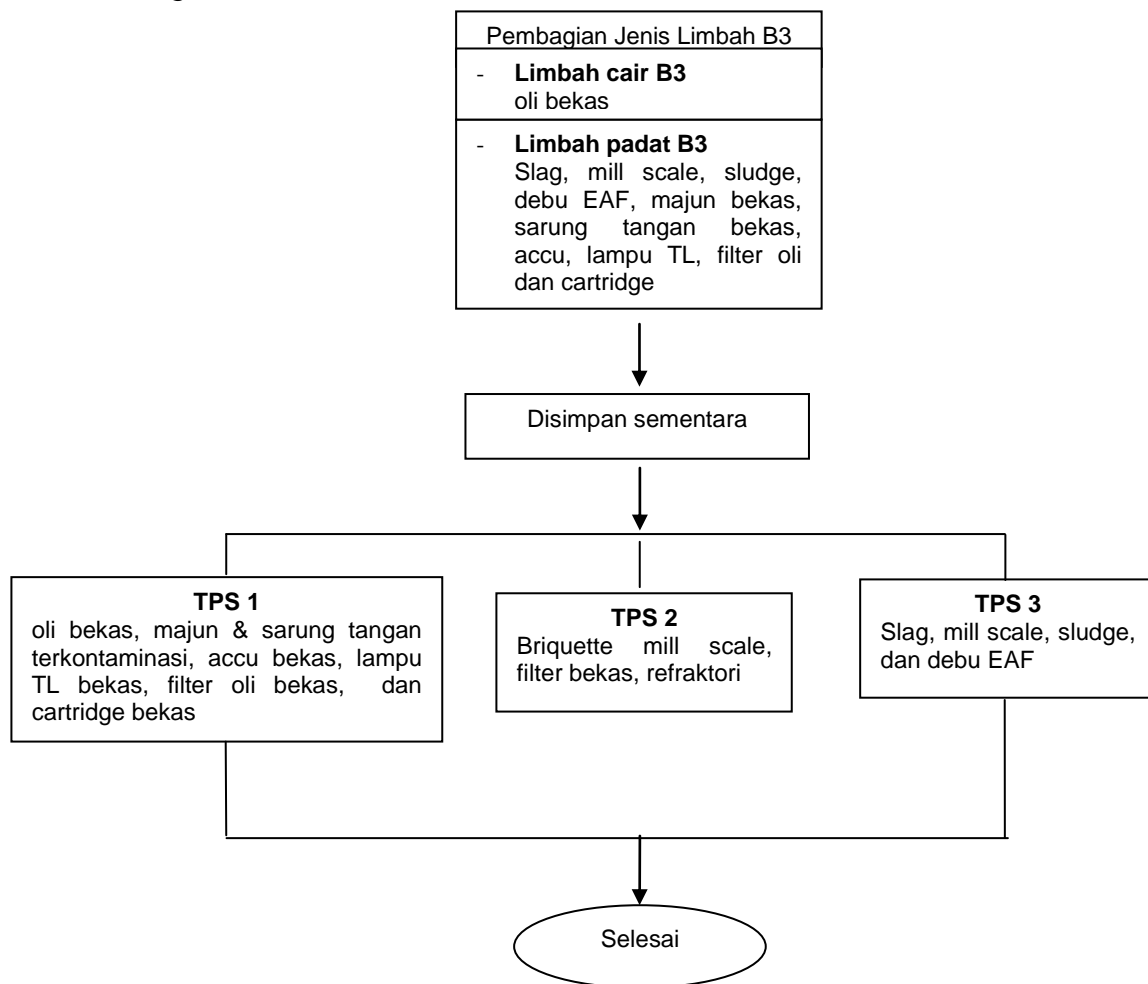 Pembagian Jenis Limbah B3
- Limbah cair B3
oli bekas
- Limbah padat B3
Slag, mill scale, sludge,
debu EAF, majun bekas,
sarung tangan bekas,
accu, lampu TL, filter oli
dan cartridge
Disimpan sementara
TPS 1
oli bekas, majun & sarung tangan
terkontaminasi, accu bekas, lampu
TL bekas, filter oli bekas, dan
cartridge bekas
TPS 2
Briquette mill scale,
filter bekas, refraktori
TPS 3
Slag, mill scale, sludge,
dan debu EAF
Selesai